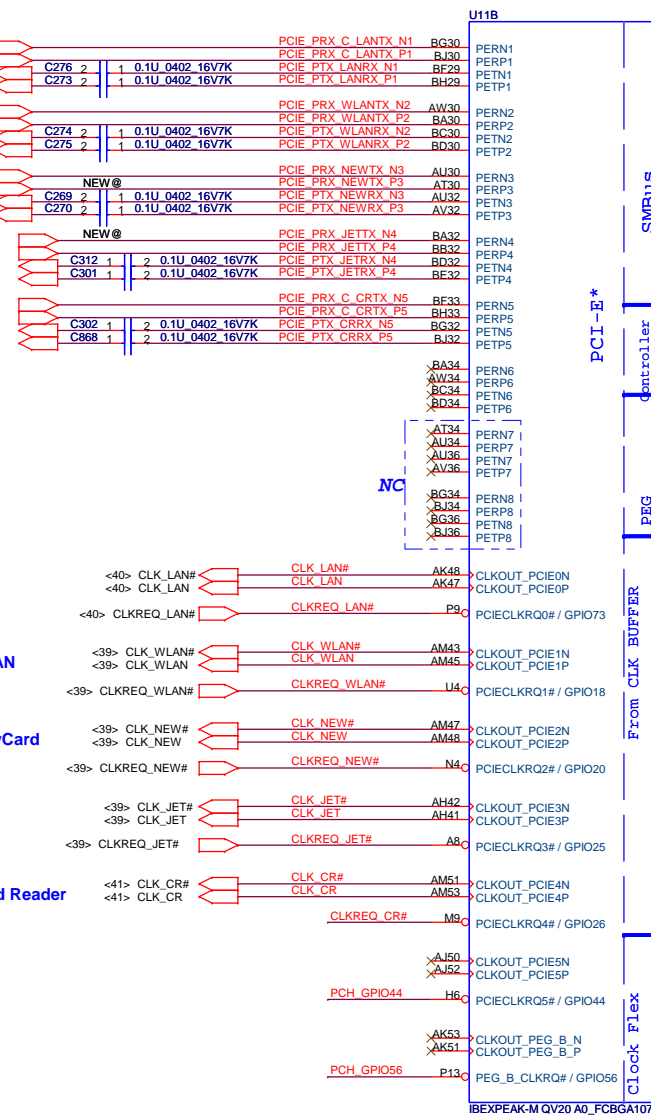 U11B
PCIE_PRX_C_LANTX_N1 BG30 PERN1
PCIE_PRX_C_LANTX_P1 BJ30 PERP1
C276 2 1 0.1U_0402_16V7K PCIE_PTX_LANRX_N1 BF29 PETN1
C273 2 1 0.1U_0402_16V7K PCIE_PTX_LANRX_P1 BH29 PETP1
PCIE_PRX_WLANTX_N2 AW30 PERN2
PCIE_PRX_WLANTX_P2 BA30 PERP2
C274 2 1 0.1U_0402_16V7K PCIE_PTX_WLANRX_N2 BC30 PETN2
C275 2 1 0.1U_0402_16V7K PCIE_PTX_WLANRX_P2 BD30 PETP2
PCIE_PRX_NEWTX_N3 AU30 PERN3
NEW@ PCIE_PRX_NEWTX_P3 AT30 PERP3
C269 2 1 0.1U_0402_16V7K PCIE_PTX_NEWRX_N3 AU32 PETN3
C270 2 1 0.1U_0402_16V7K PCIE_PTX_NEWRX_P3 AV32 PETP3
NEW@ PCIE_PRX_JETTX_N4 BA32 PERN4
PCIE_PRX_JETTX_P4 BB32 PERP4
C312 1 2 0.1U_0402_16V7K PCIE_PTX_JETRX_N4 BD32 PETN4
C301 1 2 0.1U_0402_16V7K PCIE_PTX_JETRX_P4 BE32 PETP4
PCIE_PRX_C_CRTX_N5 BF33 PERN5
PCIE_PRX_C_CRTX_P5 BH33 PERP5
C302 1 2 0.1U_0402_16V7K PCIE_PTX_CRRX_N5 BG32 PETN5
C868 1 2 0.1U_0402_16V7K PCIE_PTX_CRRX_P5 BJ32 PETP5
BA34 PERN6
AW34 PERP6
BC34 PETN6
BD34 PETP6
AT34 PERN7
AU34 PERP7
AU36 PETN7
AV36 PETP7
NC
BG34 PERN8
BJ34 PERP8
BG36 PETN8
BJ36 PETP8
SMBus
PCI-E*
Controller
PEG
<40> CLK_LAN# CLK_LAN# AK48 CLKOUT_PCIE0N
<40> CLK_LAN CLK_LAN AK47 CLKOUT_PCIE0P
<40> CLKREQ_LAN# CLKREQ_LAN# P9 PCIECLKRQ0# / GPIO73
<39> CLK_WLAN# CLK_WLAN# AM43 CLKOUT_PCIE1N
AN <39> CLK_WLAN CLK_WLAN AM45 CLKOUT_PCIE1P
<39> CLKREQ_WLAN# CLKREQ_WLAN# U4 PCIECLKRQ1# / GPIO18
From CLK BUFFER
<39> CLK_NEW# CLK_NEW# AM47 CLKOUT_PCIE2N
Card <39> CLK_NEW CLK_NEW AM48 CLKOUT_PCIE2P
<39> CLKREQ_NEW# CLKREQ_NEW# N4 PCIECLKRQ2# / GPIO20
<39> CLK_JET# CLK_JET# AH42 CLKOUT_PCIE3N
<39> CLK_JET CLK_JET AH41 CLKOUT_PCIE3P
<39> CLKREQ_JET# CLKREQ_JET# A8 PCIECLKRQ3# / GPIO25
<41> CLK_CR# CLK_CR# AM51 CLKOUT_PCIE4N
d Reader <41> CLK_CR CLK_CR AM53 CLKOUT_PCIE4P
CLKREQ_CR# M9 PCIECLKRQ4# / GPIO26
AJ50 CLKOUT_PCIE5N
AJ52 CLKOUT_PCIE5P
PCH_GPIO44 H6 PCIECLKRQ5# / GPIO44
Clock Flex
AK53 CLKOUT_PEG_B_N
AK51 CLKOUT_PEG_B_P
PCH_GPIO56 P13 PEG_B_CLKRQ# / GPIO56
IBEXPEAK-M QV20 A0_FCBGA107